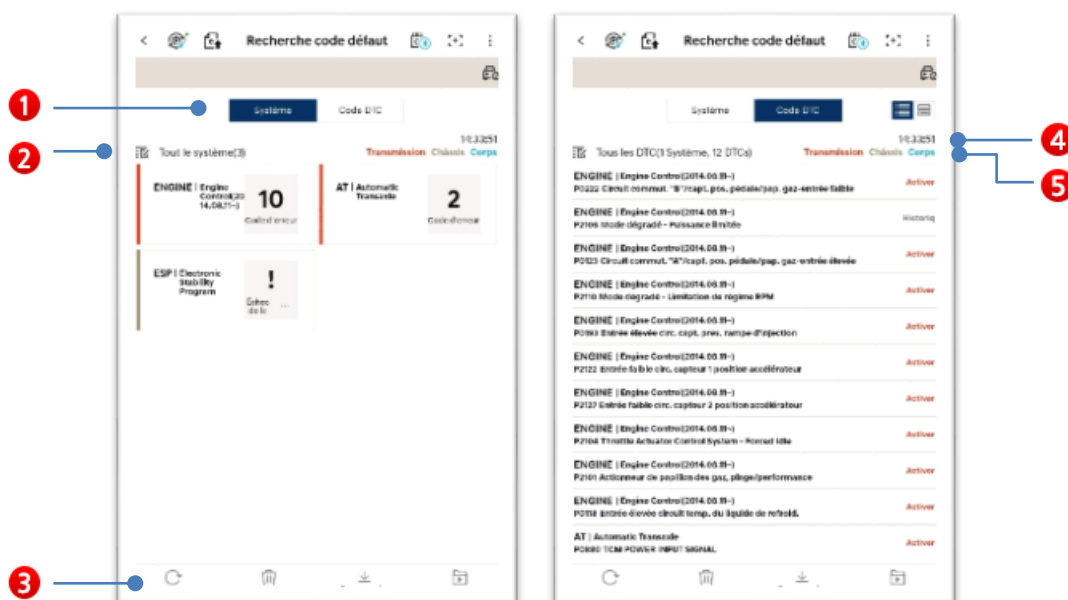 Recherche code défaut
1
Système Code DTC
2
Tout le système(3) Transmission Châssis Corps
ENGINE | Engine Control(20 14.08.11~)
10
Code d'erreur
AT | Automatic Transaxle
2
Code d'erreur
ESP | Electronic Stability Program
!
Echec de la ...
3
Recherche code défaut
Système Code DTC
4
5
Tous les DTC(1 Système, 12 DTCs) Transmission Châssis Corps
ENGINE | Engine Control(2014.08.11~)
P0222 Circuit commut. "B"/capt. pos. pédale/pap. gaz-entrée faible
Activer
ENGINE | Engine Control(2014.08.11~)
P2106 Mode dégradé - Puissance limitée
Historiq
ENGINE | Engine Control(2014.08.11~)
P0123 Circuit commut. "A"/capt. pos. pédale/pap. gaz-entrée élevée
Activer
ENGINE | Engine Control(2014.08.11~)
P2110 Mode dégradé - Limitation de régime RPM
Activer
ENGINE | Engine Control(2014.08.11~)
P0193 Entrée élevée circ. capt. pres. rampe d'injection
Activer
ENGINE | Engine Control(2014.08.11~)
P2122 Entrée faible circ. capteur 1 position accélérateur
Activer
ENGINE | Engine Control(2014.08.11~)
P2127 Entrée faible circ. capteur 2 position accélérateur
Activer
ENGINE | Engine Control(2014.08.11~)
P2104 Throttle Actuator Control System - Forced Idle
Activer
ENGINE | Engine Control(2014.08.11~)
P2101 Actionneur de papillon des gaz, plage/performance
Activer
ENGINE | Engine Control(2014.08.11~)
P0118 Entrée élevée circuit temp. du liquide de refroid.
Activer
AT | Automatic Transaxle
P0880 TCM POWER INPUT SIGNAL
Activer